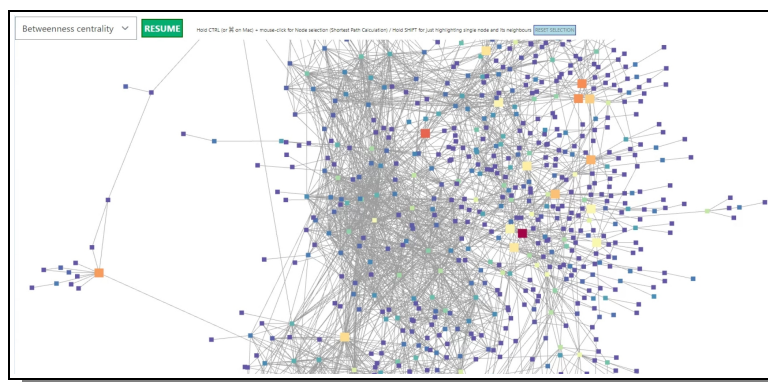 Betweenness centrality
RESUME
Hold CTRL (or ⌘ on Mac) + mouse-click for Node selection (Shortest Path Calculation) / Hold SHIFT for just highlighting single node and its neighbours
RESET SELECTION